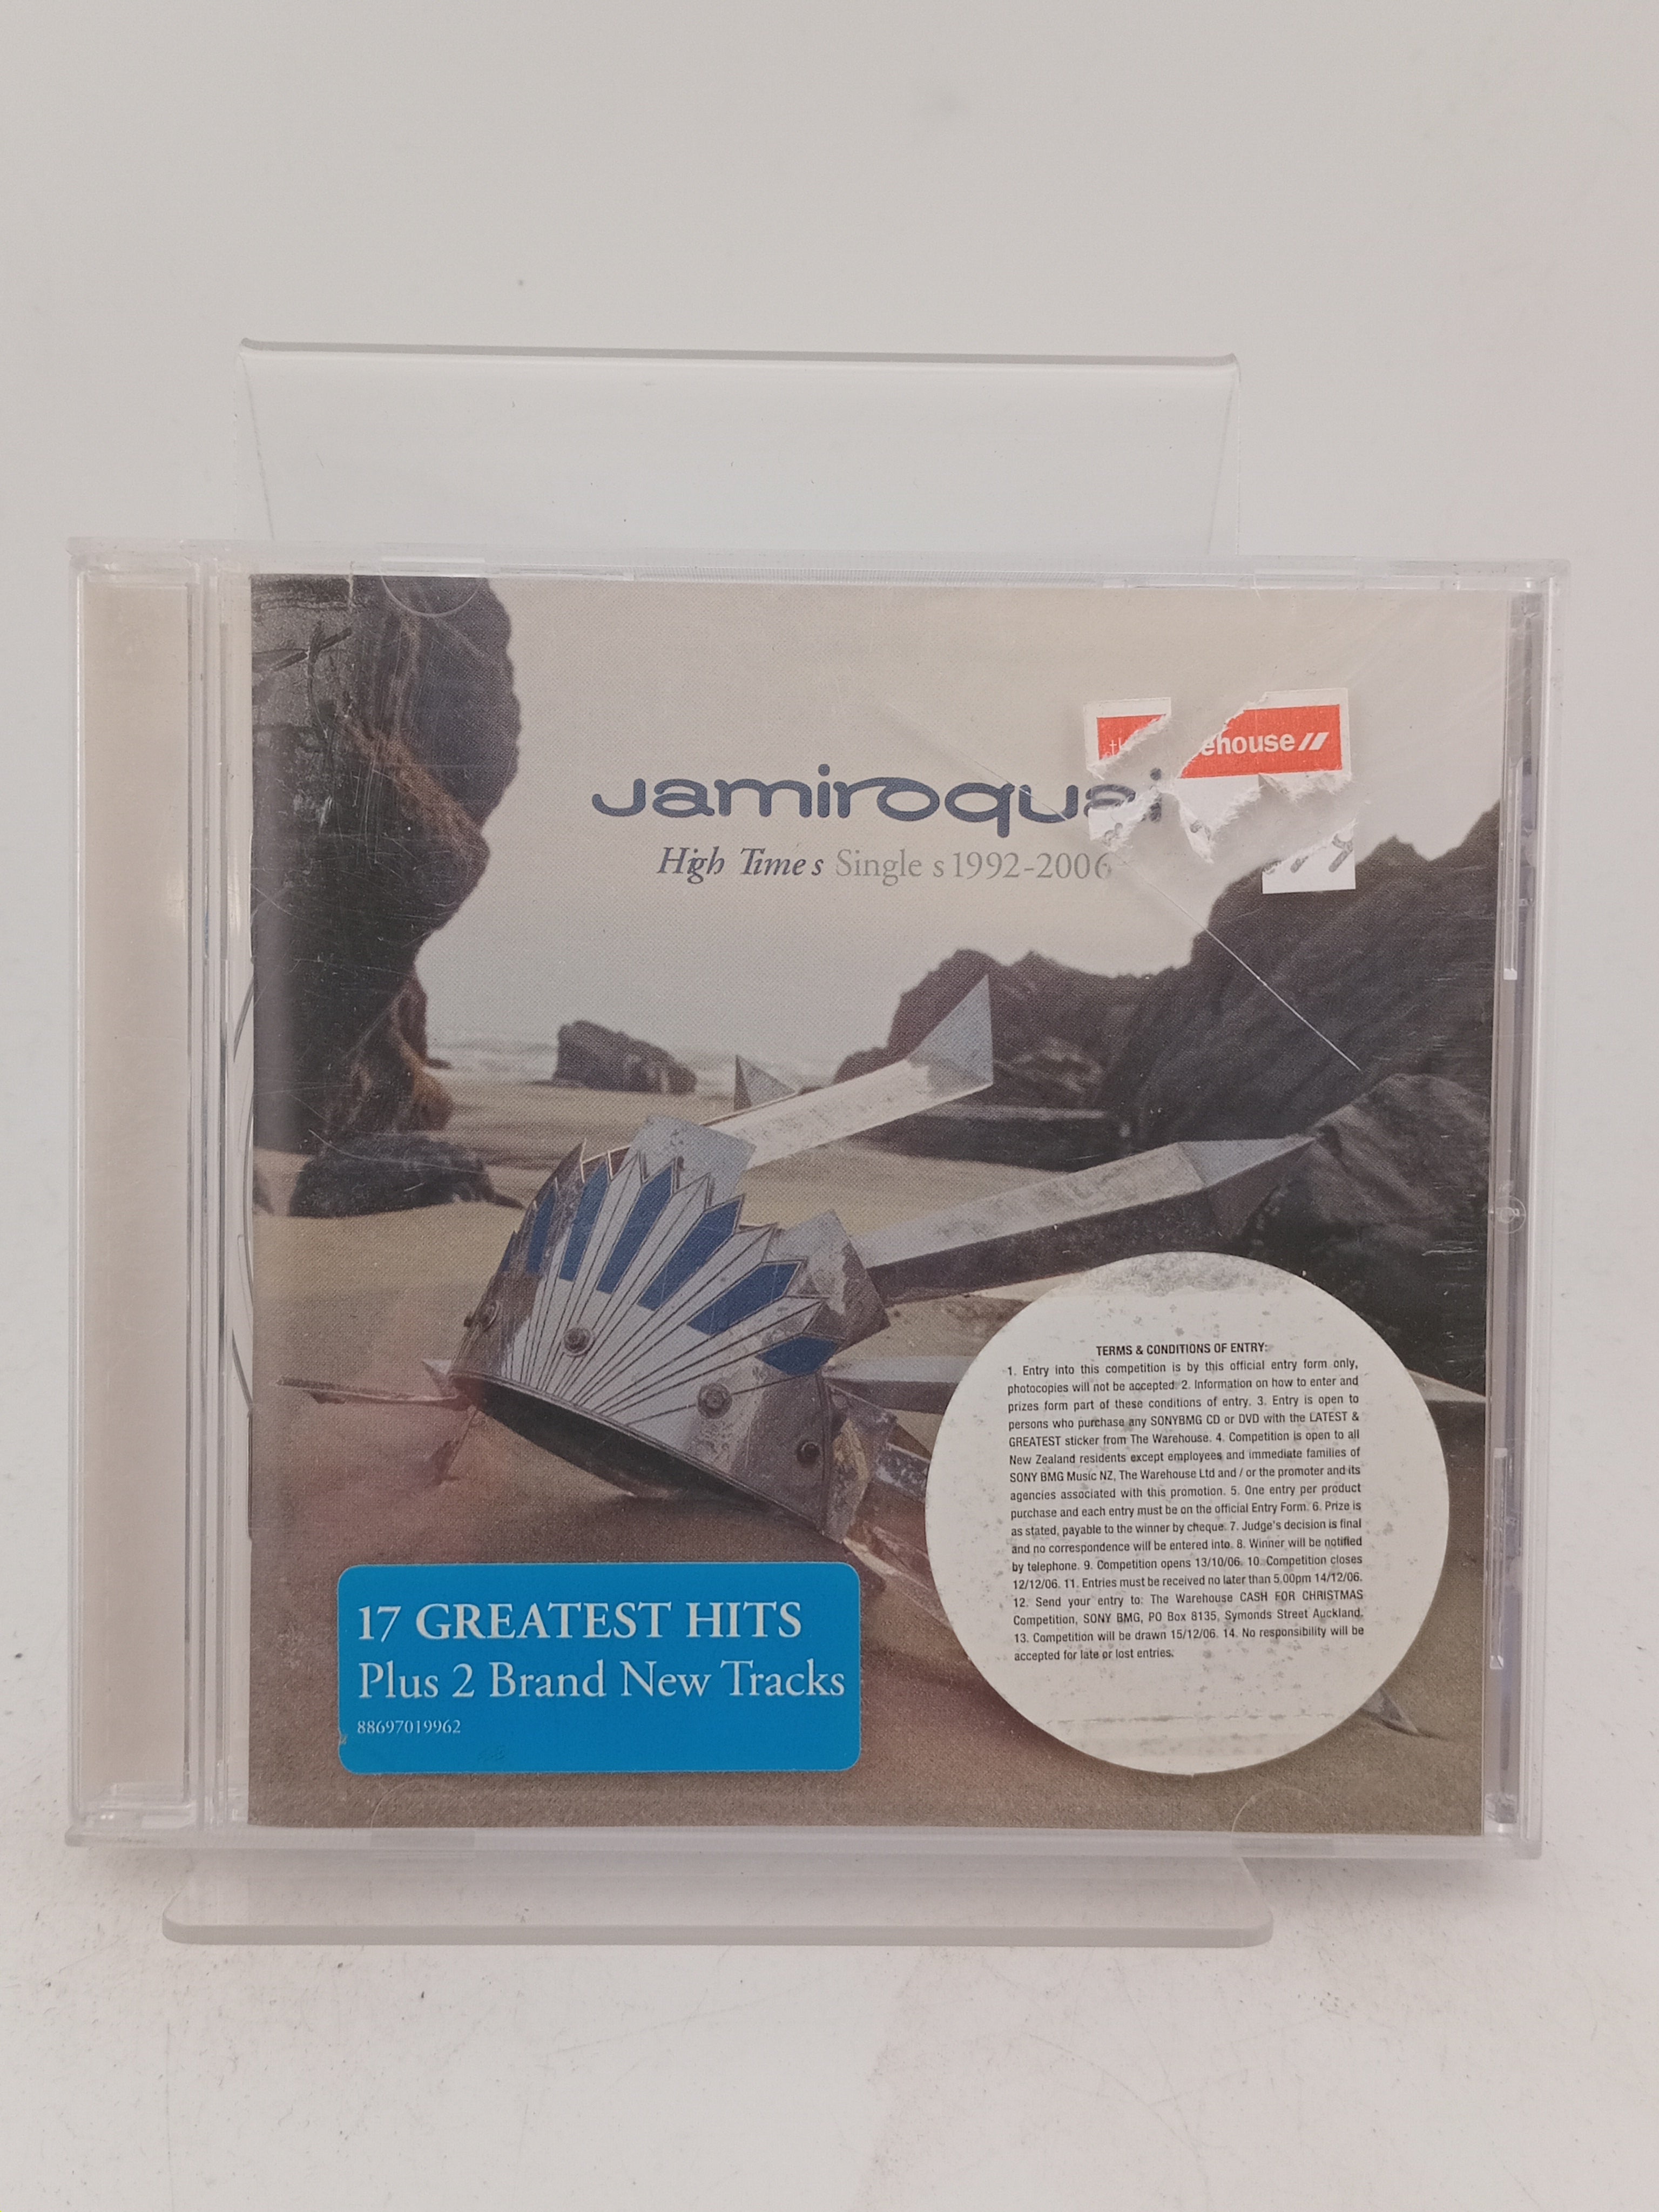 ehouse
Jamiroquai
High Times Singles 1992-2006
TERMS & CONDITIONS OF ENTRY:
1. Entry into this competition is by this official entry form only,
photocopies will not be accepted. 2. Information on how to enter and
prizes form part of these conditions of entry. 3. Entry is open to
persons who purchase any SONYBMG CD or DVD with the LATEST &
GREATEST sticker from The Warehouse. 4. Competition is open to all
New Zealand residents except employees and immediate families of
SONY BMG Music NZ, The Warehouse Ltd and / or the promoter and its
agencies associated with this promotion. 5. One entry per product
purchase and each entry must be on the official Entry Form. 6. Prize is
as stated, payable to the winner by cheque. 7. Judge's decision is final
and no correspondence will be entered into. 8. Winner will be notified
by telephone. 9. Competition opens 13/10/06. 10. Competition closes
12/12/06. 11. Entries must be received no later than 5.00pm 14/12/06.
12. Send your entry to: The Warehouse CASH FOR CHRISTMAS
Competition, SONY BMG, PO Box 8135, Symonds Street Auckland.
13. Competition will be drawn 15/12/06. 14. No responsibility will be
accepted for late or lost entries.
17 GREATEST HITS
Plus 2 Brand New Tracks
88697019962